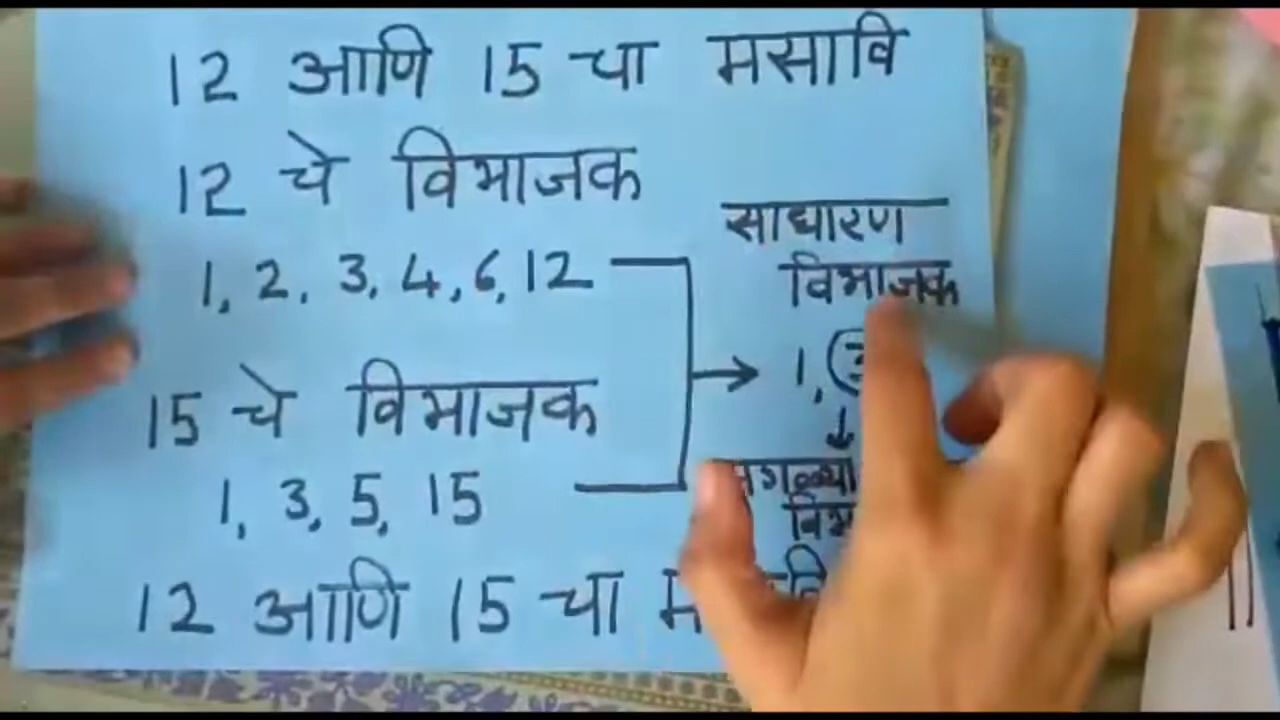 12 आणि 15 चा मसावि
12 चे विभाजक
1, 2, 3, 4, 6, 12
15 चे विभाजक
1, 3, 5, 15
साधारण
विभाजक
1,
12 आणि 15 चा